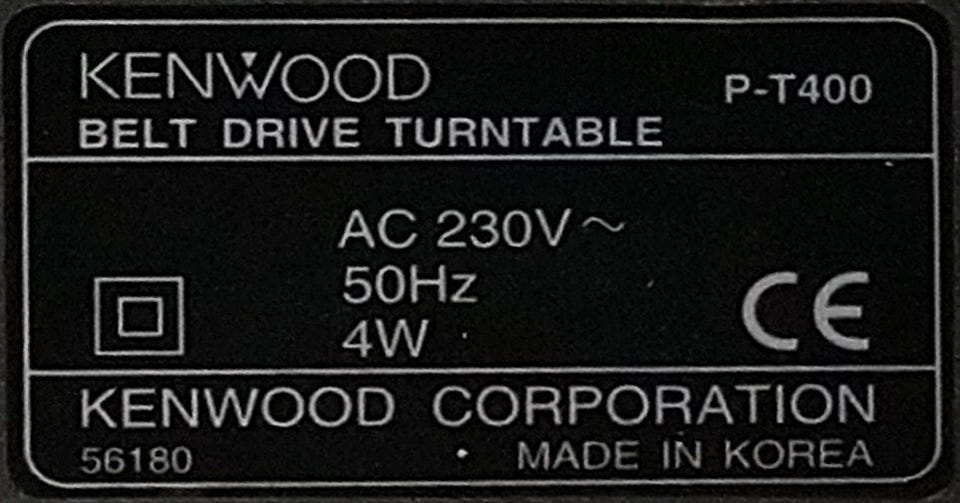 KENWOOD P-T400
BELT DRIVE TURNTABLE
AC 230V ~
50Hz
4W
CE
KENWOOD CORPORATION
56180 MADE IN KOREA